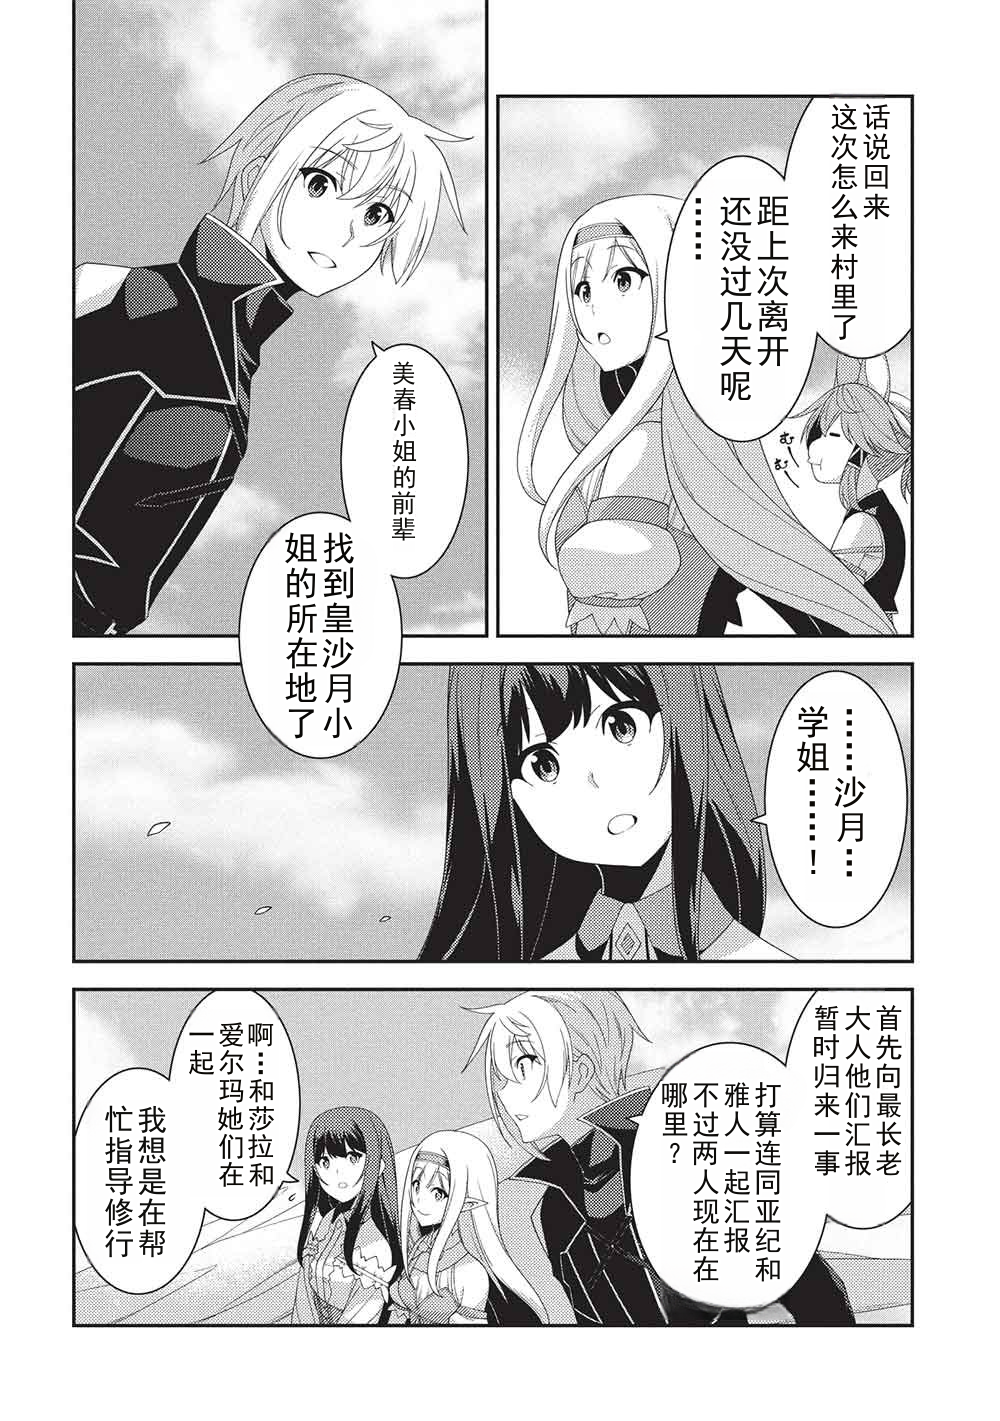 话说回来
这次怎么来村里了
距上次离开
还没过几天呢
……
むぐ
むぐ
美春小姐的前辈
找到皇沙月小
姐的所在地了
……沙月…
学姐……！
首先向最长老
大人他们汇报
暂时归来一事
打算连同亚纪和
雅人一起汇报
不过两人现在在
哪里？
啊…和莎拉和
爱尔玛她们在
一起
我想是在帮
忙指导修行